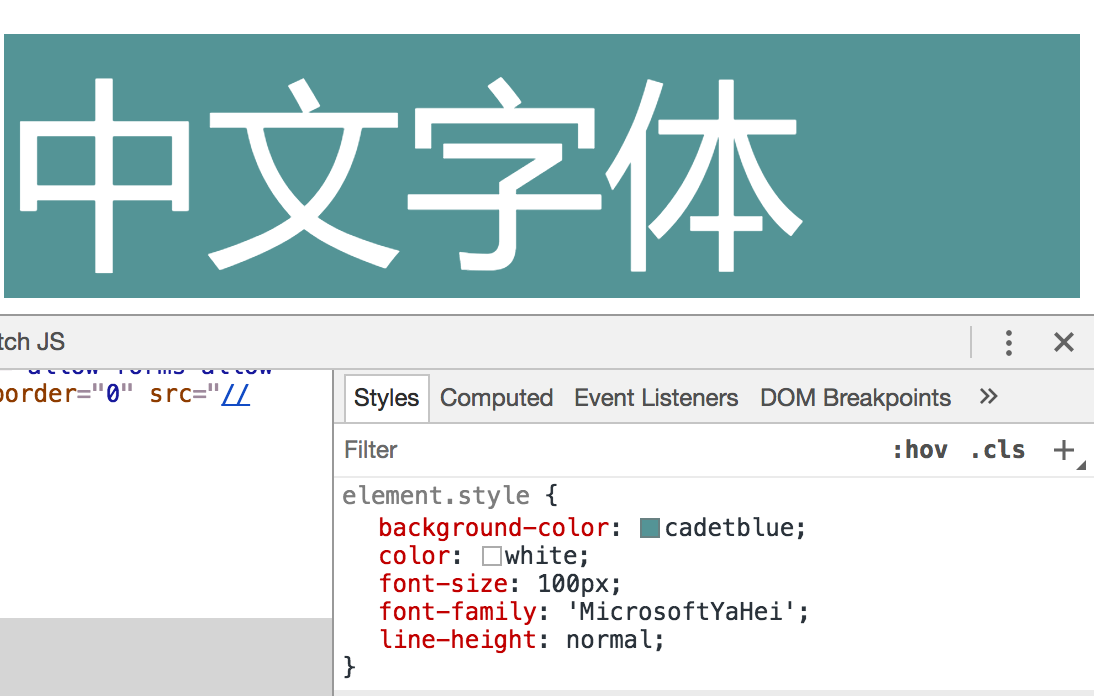 中文字体
tch JS
allow-forms allow
border="0" src="//
Styles Computed Event Listeners DOM Breakpoints »
Filter :hov .cls +
element.style {
background-color: cadetblue;
color: white;
font-size: 100px;
font-family: 'MicrosoftYaHei';
line-height: normal;
}